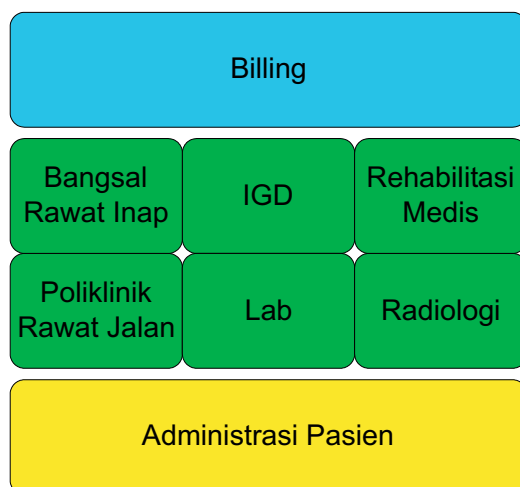 Billing
Bangsal
Rawat Inap
IGD
Rehabilitasi
Medis
Poliklinik
Rawat Jalan
Lab
Radiologi
Administrasi Pasien